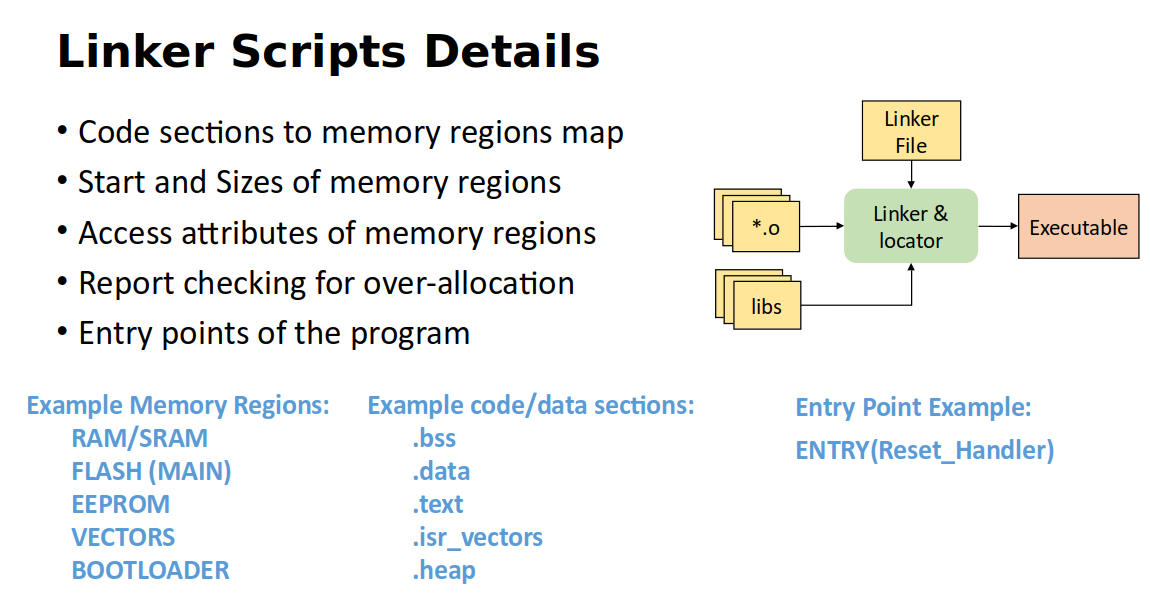 Linker Scripts Details
• Code sections to memory regions map
• Start and Sizes of memory regions
• Access attributes of memory regions
• Report checking for over-allocation
• Entry points of the program
Linker
File
*.o
Linker &
locator
Executable
libs
Example Memory Regions:
RAM/SRAM
FLASH (MAIN)
EEPROM
VECTORS
BOOTLOADER
Example code/data sections:
.bss
.data
.text
.isr_vectors
.heap
Entry Point Example:
ENTRY(Reset_Handler)